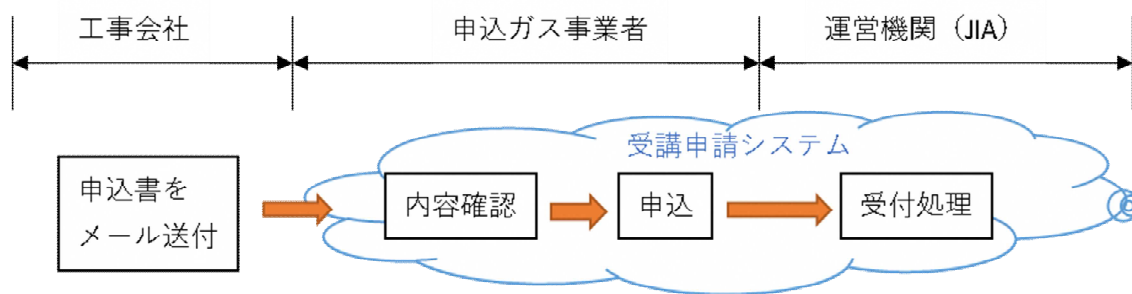 工事会社
申込ガス事業者
運営機関（JIA）
受講申請システム
申込書を
メール送付
内容確認
申込
受付処理